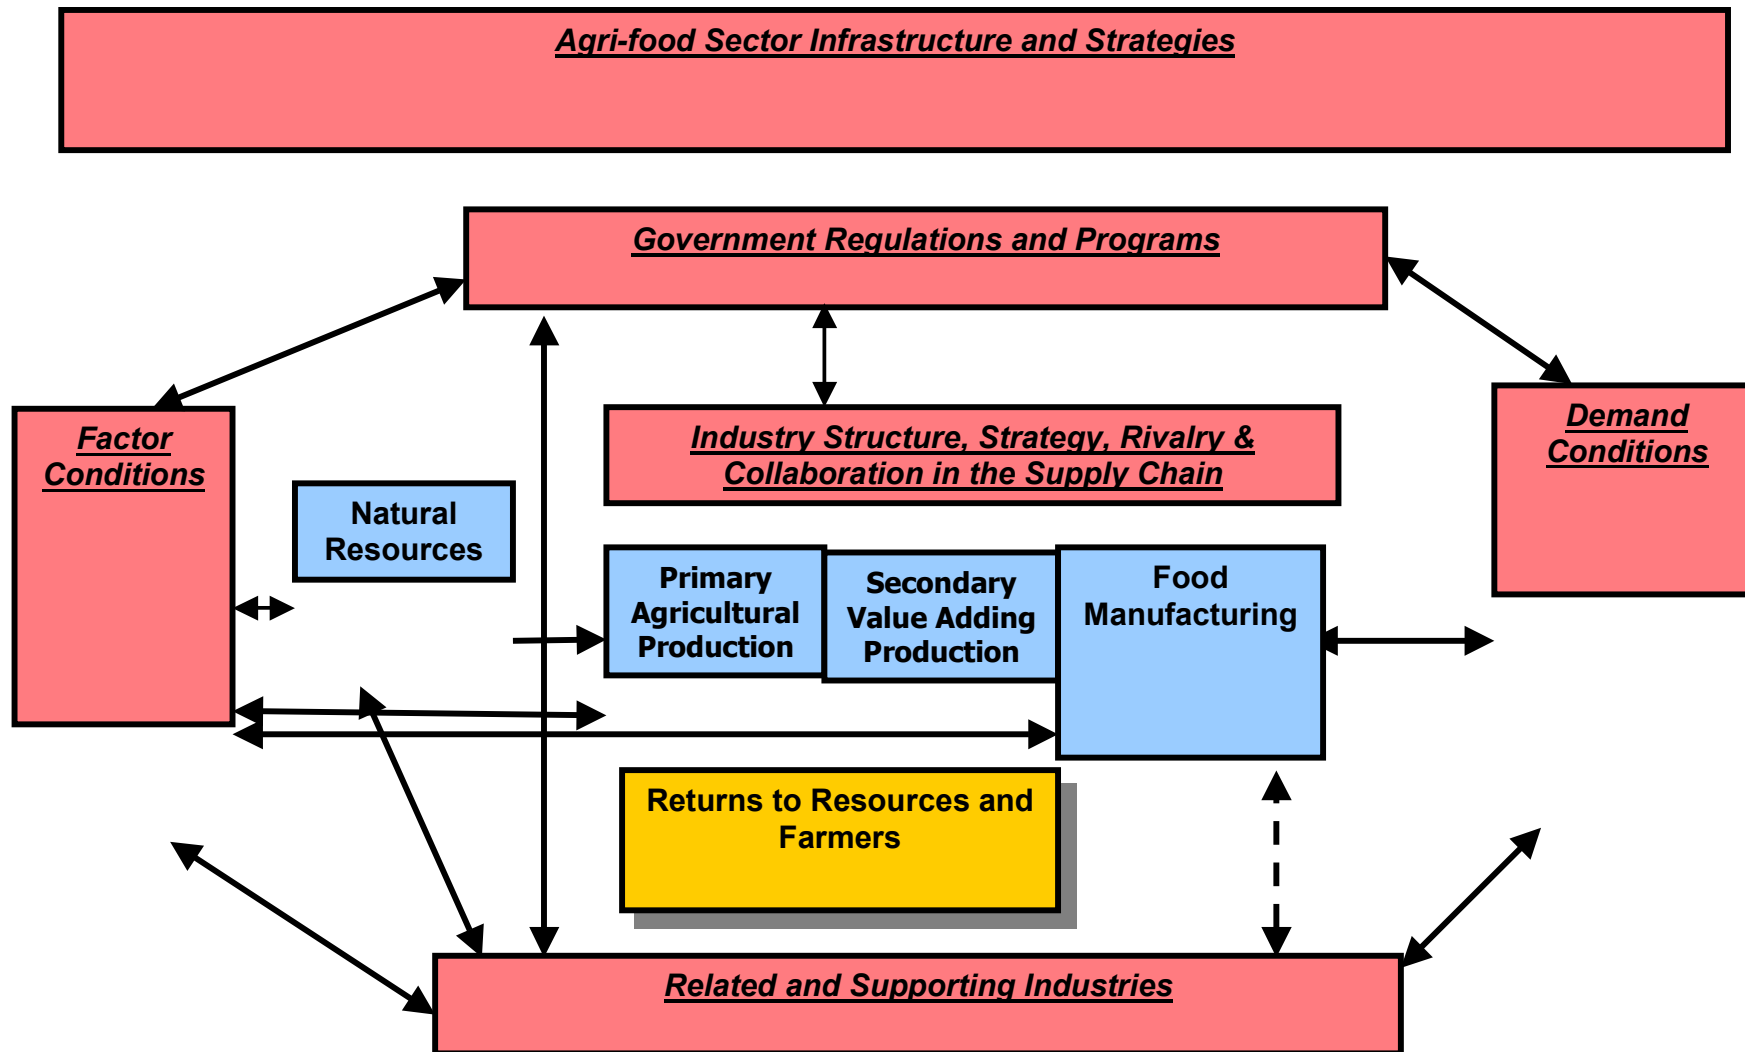 Agri-food Sector Infrastructure and Strategies
Government Regulations and Programs
Factor
Conditions
Industry Structure, Strategy, Rivalry &
Collaboration in the Supply Chain
Demand
Conditions
Natural
Resources
Primary
Agricultural
Production
Secondary
Value Adding
Production
Food
Manufacturing
Returns to Resources and
Farmers
Related and Supporting Industries